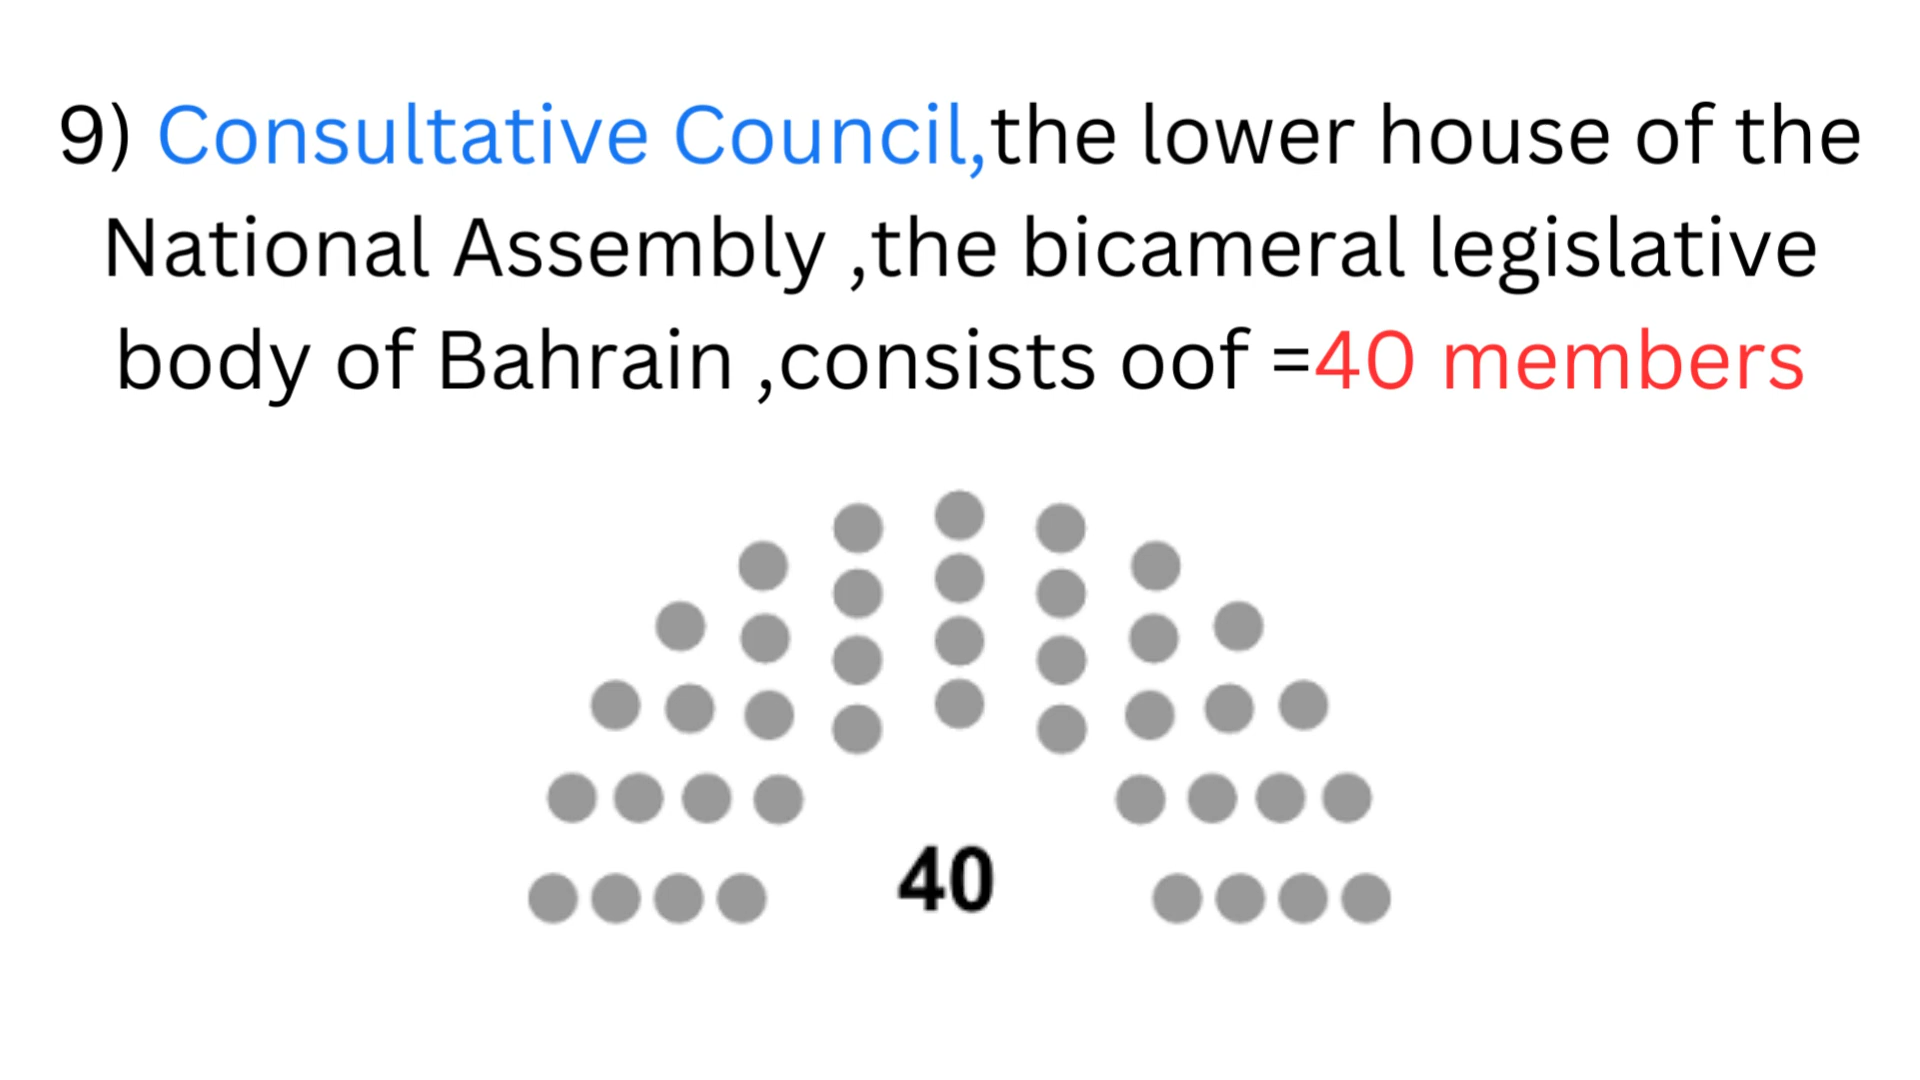 9) Consultative Council,the lower house of the
National Assembly ,the bicameral legislative
body of Bahrain ,consists oof =40 members
40